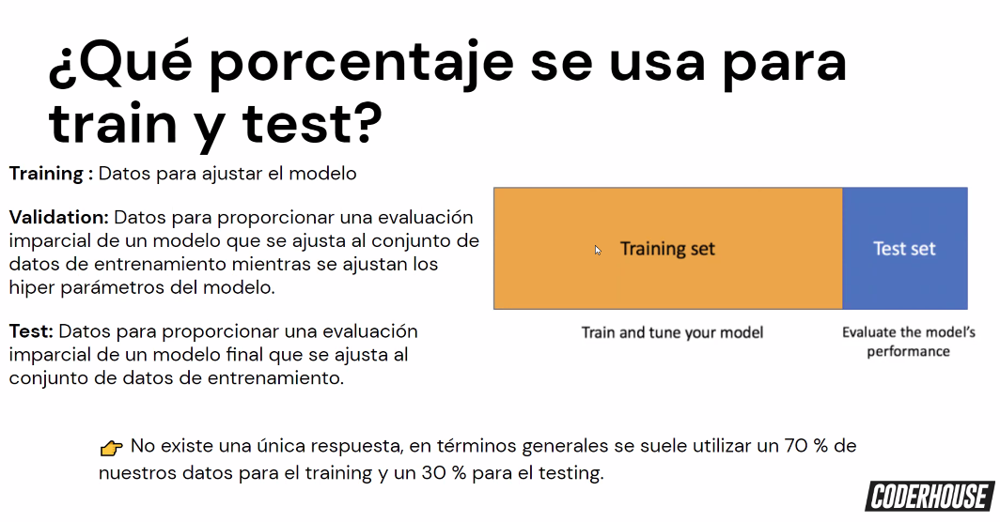 ¿Qué porcentaje se usa para
train y test?
Training : Datos para ajustar el modelo
Validation: Datos para proporcionar una evaluación
imparcial de un modelo que se ajusta al conjunto de
datos de entrenamiento mientras se ajustan los
hiper parámetros del modelo.
Test: Datos para proporcionar una evaluación
imparcial de un modelo final que se ajusta al
conjunto de datos de entrenamiento.
Training set
Test set
Train and tune your model
Evaluate the model's
performance
👉 No existe una única respuesta, en términos generales se suele utilizar un 70 % de
nuestros datos para el training y un 30 % para el testing.
CODERHOUSE